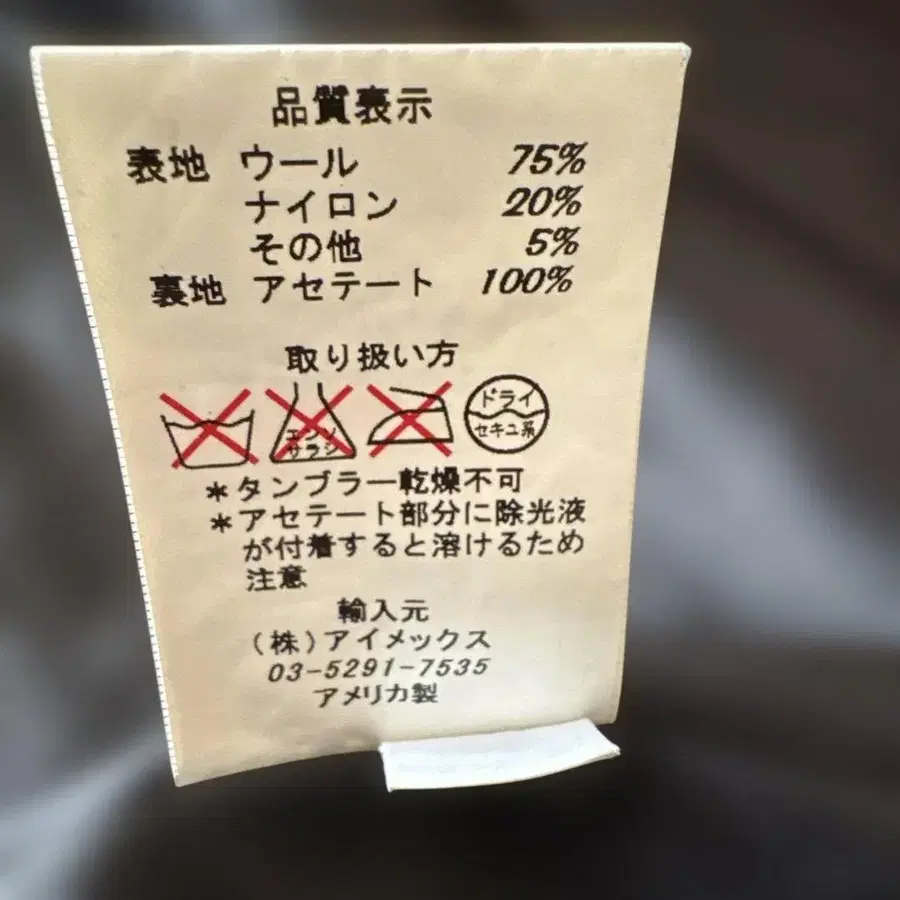 品質表示
表地 ウール 75%
ナイロン 20%
その他 5%
裏地 アセテート 100%
取り扱い方
エンソ
サラシ
ドライ
セキユ系
*タンブラー乾燥不可
*アセテート部分に除光液
が付着すると溶けるため
注意
輸入元
(株)アイメックス
03-5291-7535
アメリカ製